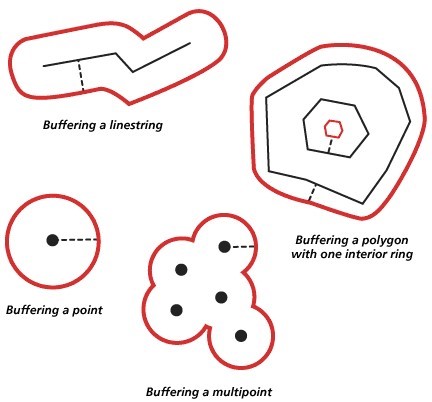 Buffering a linestring
Buffering a polygon
with one interior ring
Buffering a point
Buffering a multipoint